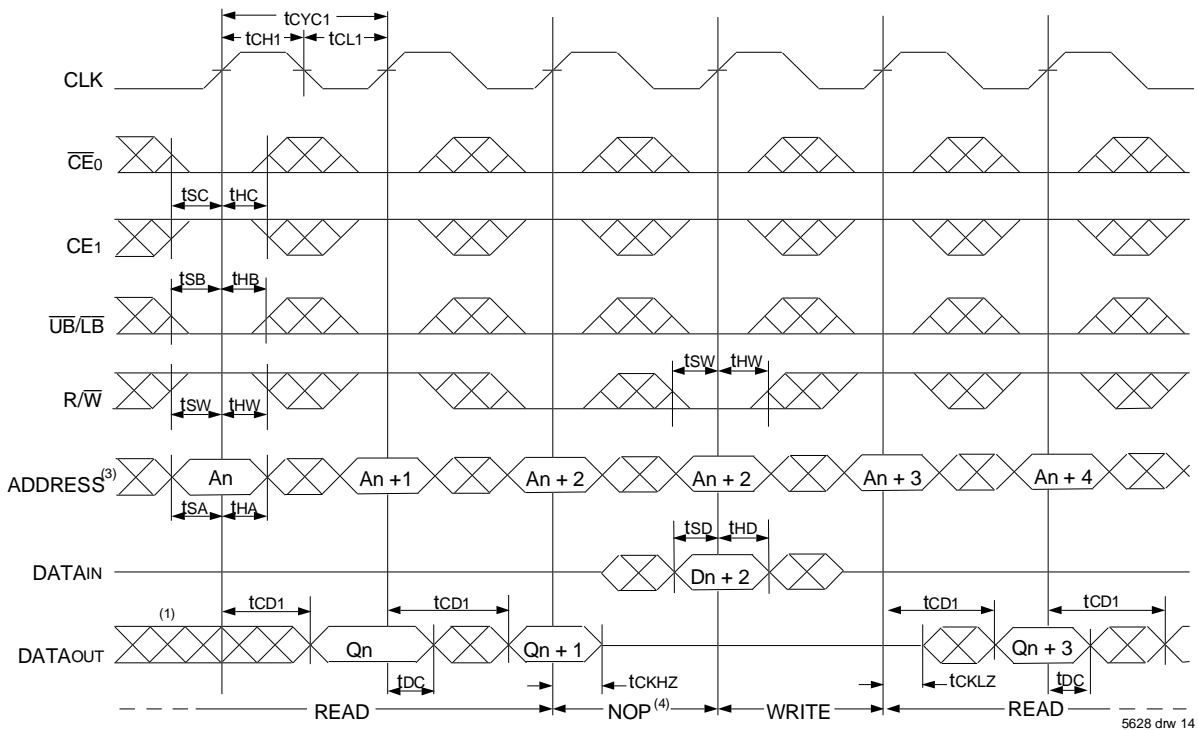 tCYC1
tCH1 tCL1
CLK
CE0
tSC tHC
CE1
tSB tHB
UB/LB
tSW tHW
R/W
tSW tHW
ADDRESS(3) An An +1 An + 2 An + 2 An + 3 An + 4
tSA tHA
tSD tHD
DATAIN Dn + 2
(1) tCD1 tCD1 tCD1 tCD1
DATAOUT Qn Qn + 1 Qn + 3
tDC tCKHZ tCKLZ tDC
READ NOP(4) WRITE READ
5628 drw 14